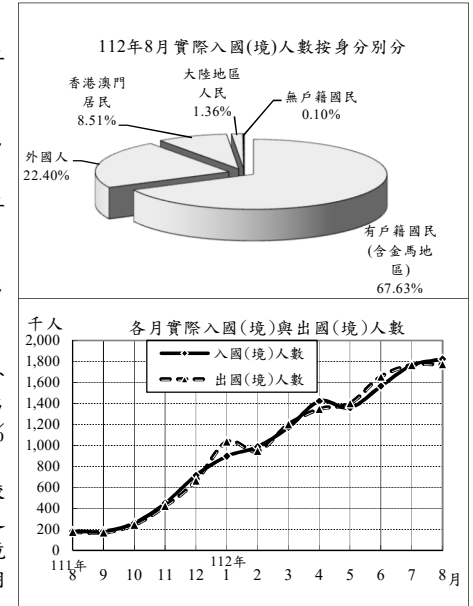 112年8月實際入國(境)人數按身分別分
香港澳門
居民
8.51%
大陸地區
人民
1.36%
無戶籍國民
0.10%
外國人
22.40%
有戶籍國民
(含金馬地
區)
67.63%
千人
各月實際入國(境)與出國(境)人數
入國(境)人數
出國(境)人數
2,000
1,800
1,600
1,400
1,200
1,000
800
600
400
200
0
111年
112年
8 9 10 11 12 1 2 3 4 5 6 7 8 月